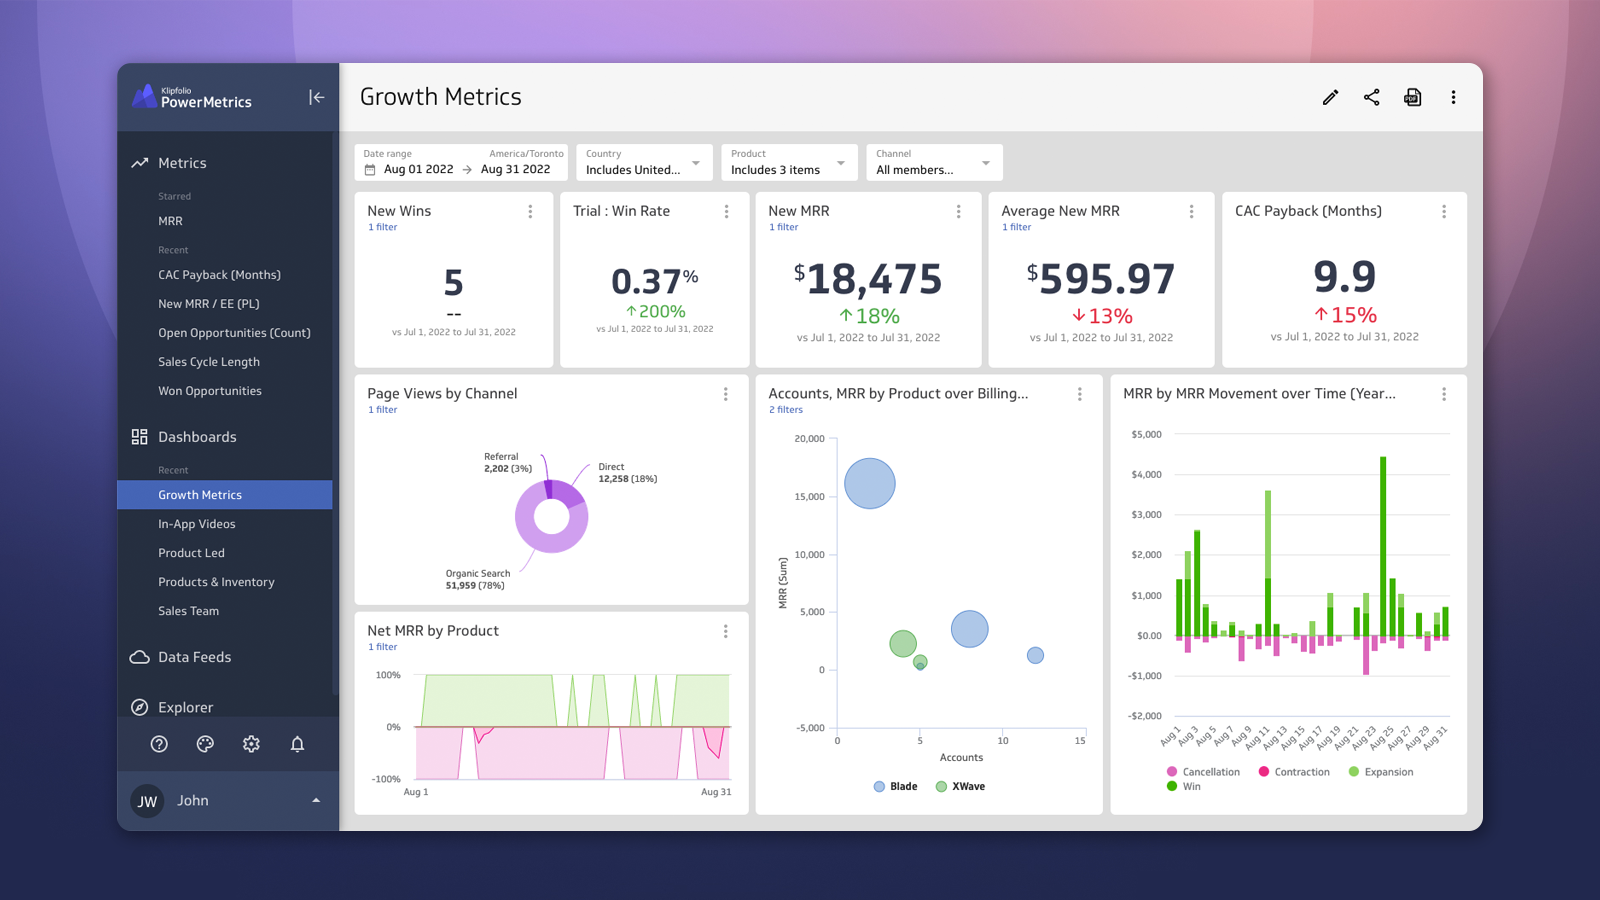 Klipfolio
PowerMetrics
Metrics
Starred
MRR
Recent
CAC Payback (Months)
New MRR / EE (PL)
Open Opportunities (Count)
Sales Cycle Length
Won Opportunities
Dashboards
Recent
Growth Metrics
In-App Videos
Product Led
Products & Inventory
Sales Team
Data Feeds
Explorer
JW John
Growth Metrics
PDF
Date range America/Toronto
Aug 01 2022 → Aug 31 2022
Country
Includes United...
Product
Includes 3 items
Channel
All members...
New Wins
1 filter
5
--
vs Jul 1, 2022 to Jul 31, 2022
Trial : Win Rate
0.37%
↑200%
vs Jul 1, 2022 to Jul 31, 2022
New MRR
1 filter
$18,475
↑18%
vs Jul 1, 2022 to Jul 31, 2022
Average New MRR
1 filter
$595.97
↓13%
vs Jul 1, 2022 to Jul 31, 2022
CAC Payback (Months)
9.9
↑15%
vs Jul 1, 2022 to Jul 31, 2022
Page Views by Channel
1 filter
Referral
2,202 (3%)
Direct
12,258 (18%)
Organic Search
51,959 (78%)
Net MRR by Product
1 filter
100%
0%
-100%
Aug 1 Aug 31
Accounts, MRR by Product over Billing...
2 filters
MRR (Sum)
20,000
15,000
10,000
5,000
0
-5,000
0 5 10 15
Accounts
Blade XWave
MRR by MRR Movement over Time (Year...
$5,000
$4,000
$3,000
$2,000
$1,000
$0.00
-$1,000
-$2,000
Aug 1 Aug 3 Aug 5 Aug 7 Aug 9 Aug 11 Aug 13 Aug 15 Aug 17 Aug 19 Aug 21 Aug 23 Aug 25 Aug 27 Aug 29 Aug 31
Cancellation Contraction Expansion
Win